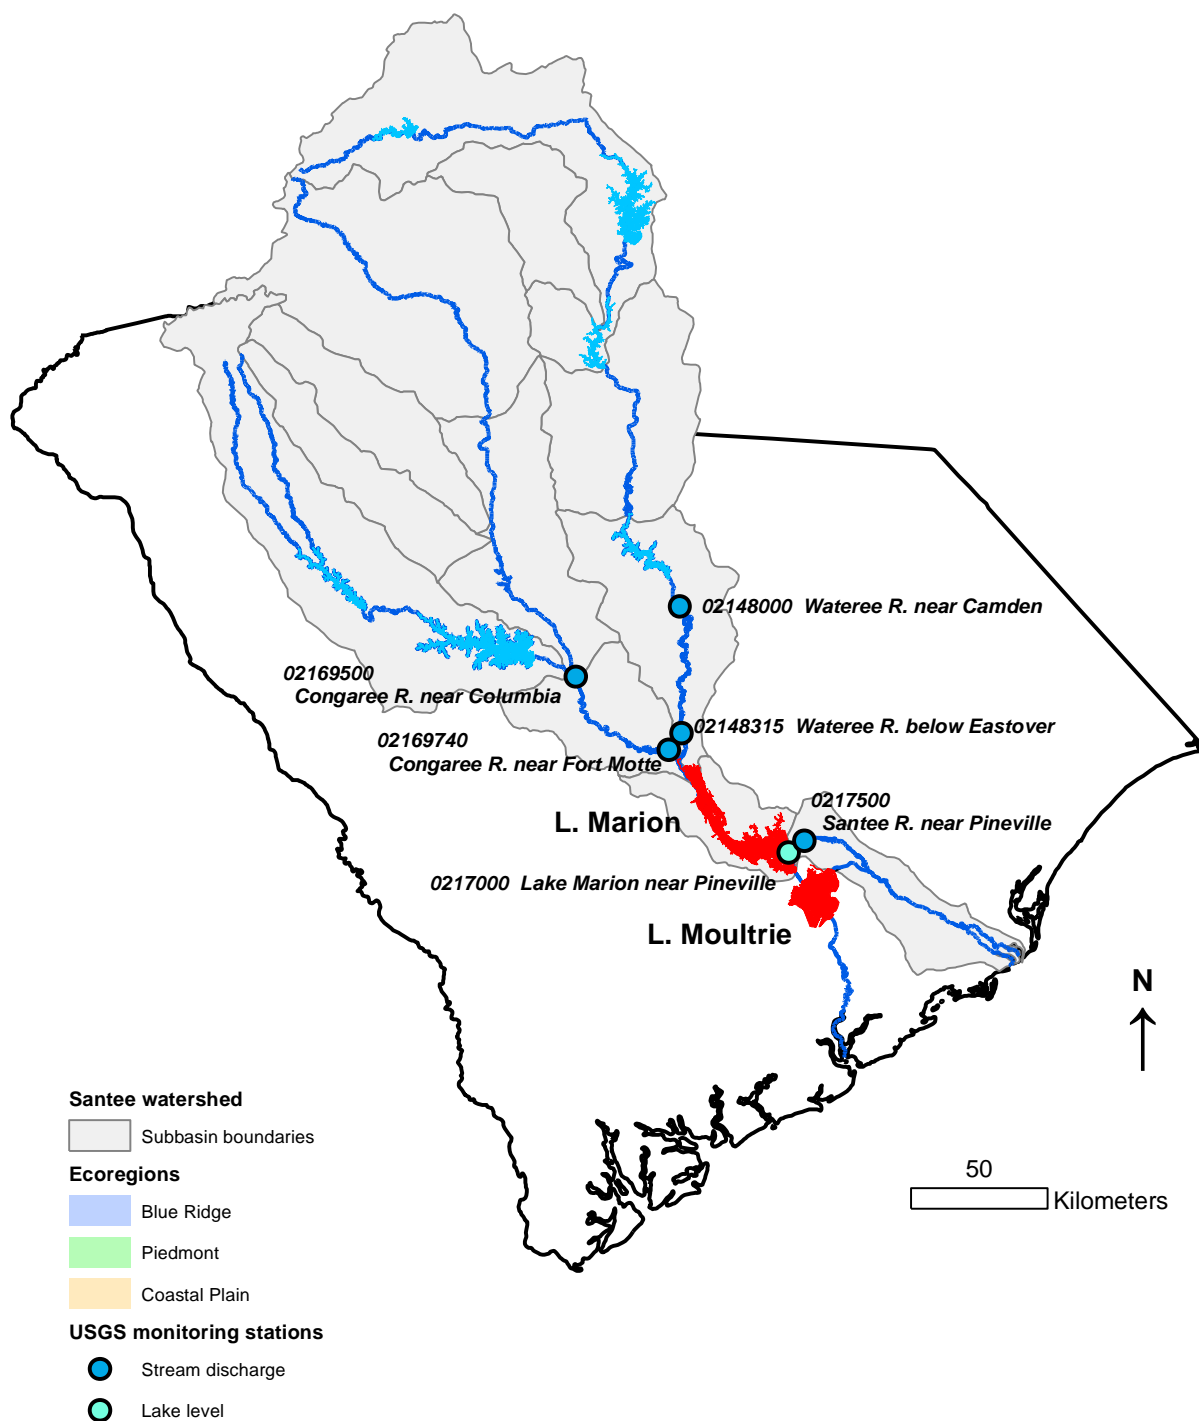 02148000 Wateree R. near Camden
02169500
Congaree R. near Columbia
02148315 Wateree R. below Eastover
02169740
Congaree R. near Fort Motte
0217500
Santee R. near Pineville
L. Marion
0217000 Lake Marion near Pineville
L. Moultrie
N
Santee watershed
Subbasin boundaries
Ecoregions
Blue Ridge
Piedmont
Coastal Plain
USGS monitoring stations
Stream discharge
Lake level
50
Kilometers